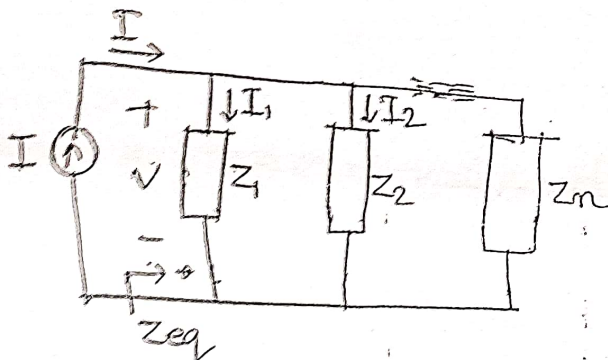 I
I + I₁ I₂
V Z₁ Z₂ Zn
-
Zeq